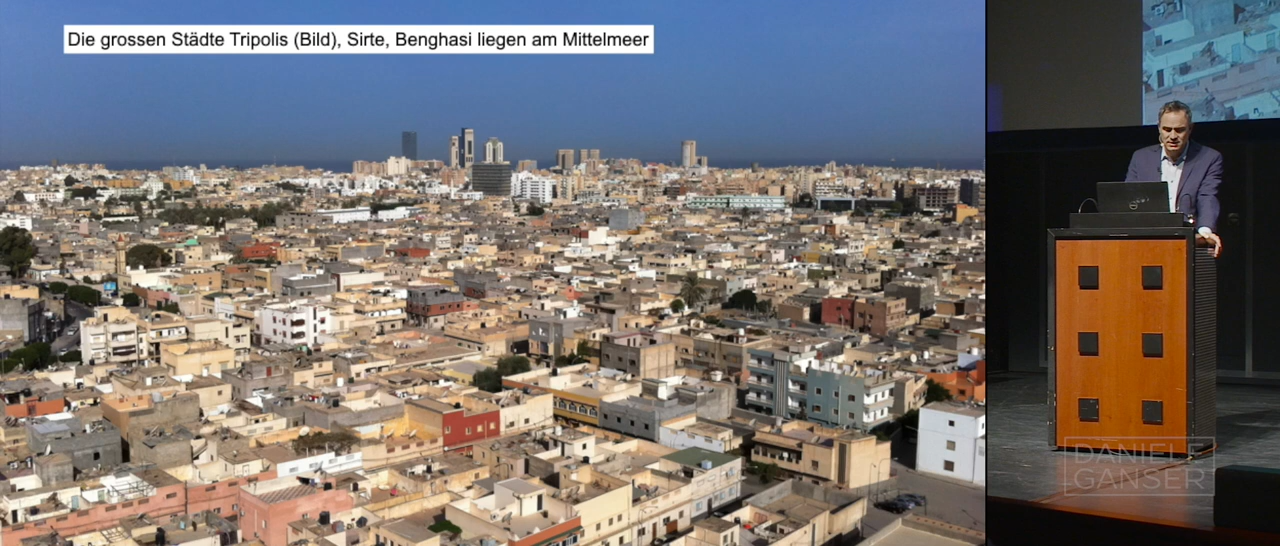 Die grossen Städte Tripolis (Bild), Sirte, Benghasi liegen am Mittelmeer
DANIELE
GANSER